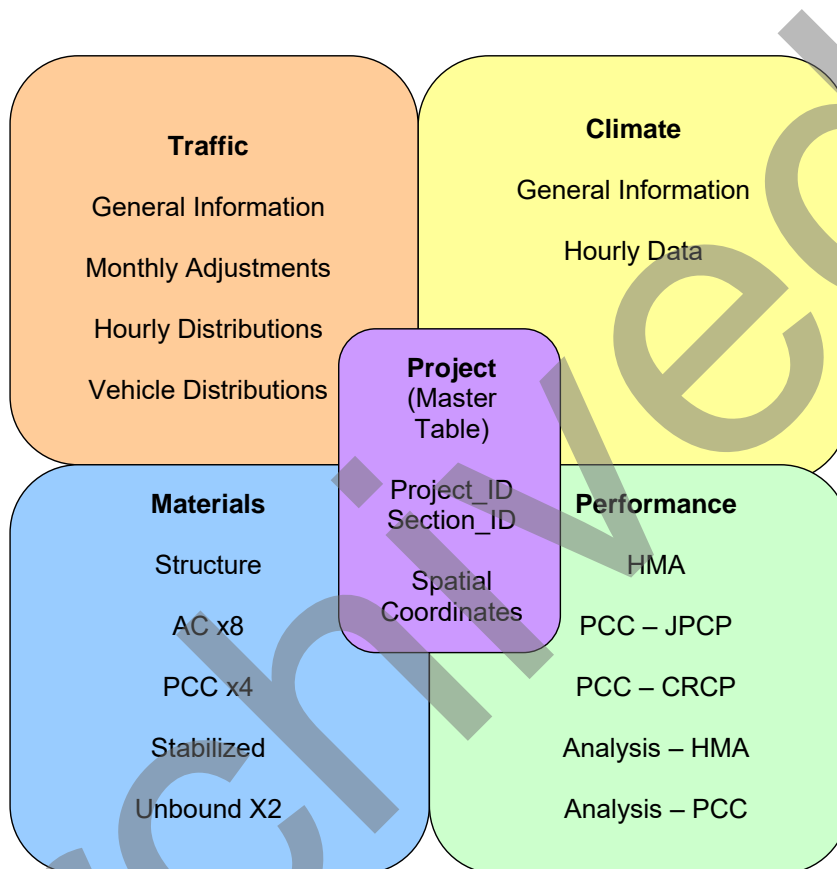 Traffic
General Information
Monthly Adjustments
Hourly Distributions
Vehicle Distributions
Climate
General Information
Hourly Data
Project
(Master
Table)
Project_ID
Section_ID
Spatial
Coordinates
Materials
Structure
AC x8
PCC x4
Stabilized
Unbound X2
Performance
HMA
PCC – JPCP
PCC – CRCP
Analysis – HMA
Analysis – PCC
chived